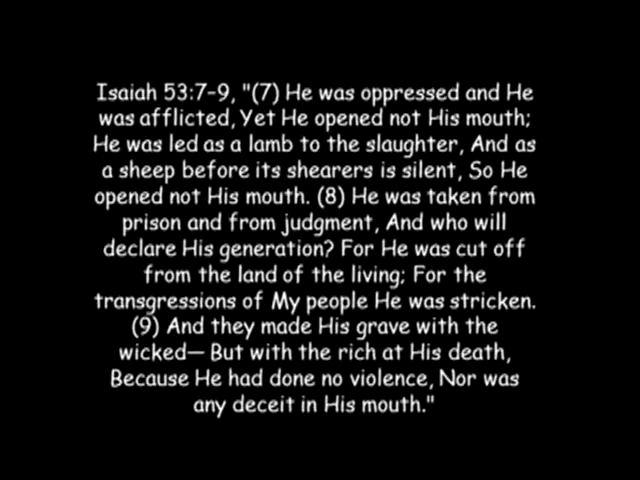 Isaiah 53:7-9, "(7) He was oppressed and He
was afflicted, Yet He opened not His mouth;
He was led as a lamb to the slaughter, And as
a sheep before its shearers is silent, So He
opened not His mouth. (8) He was taken from
prison and from judgment, And who will
declare His generation? For He was cut off
from the land of the living; For the
transgressions of My people He was stricken.
(9) And they made His grave with the
wicked— But with the rich at His death,
Because He had done no violence, Nor was
any deceit in His mouth."